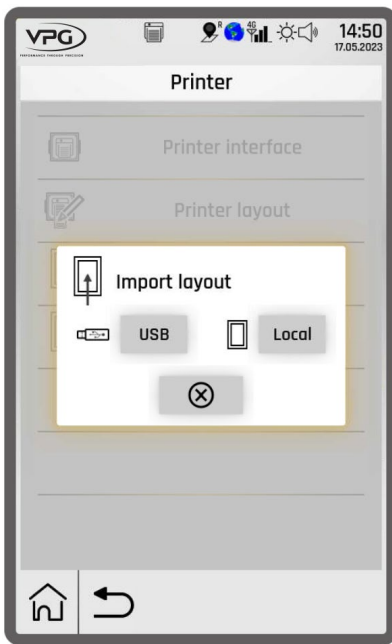 VPG
PERFORMANCE THROUGH PRECISION
R
4G
14:50
17.05.2023
Printer
Printer interface
Printer layout
Import layout
USB
Local